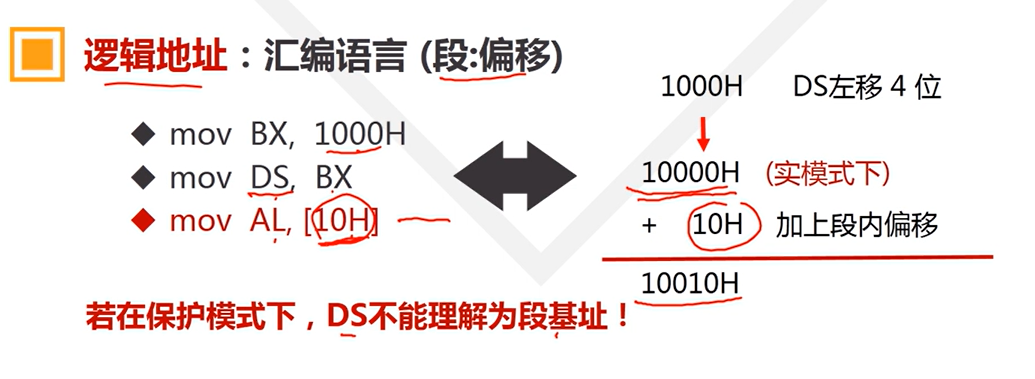 逻辑地址：汇编语言 (段:偏移)
mov BX, 1000H
mov DS, BX
mov AL, [10H]
1000H DS左移 4 位
10000H (实模式下)
+ 10H 加上段内偏移
10010H
若在保护模式下，DS不能理解为段基址！